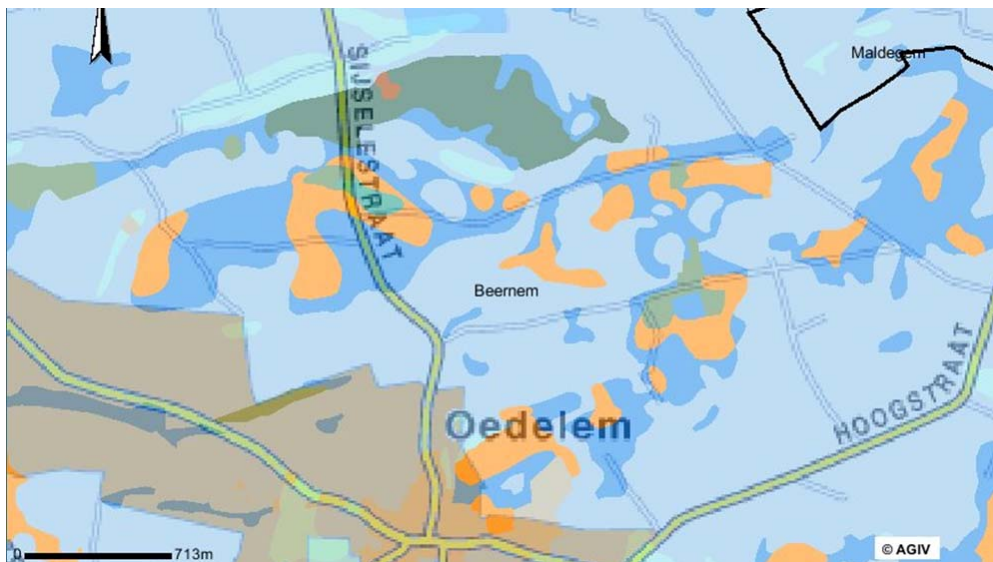 Maldegem
SIJSELESTRAAT
Beernem
HOOGSTRAAT
Oedelem
0 713m
© AGIV